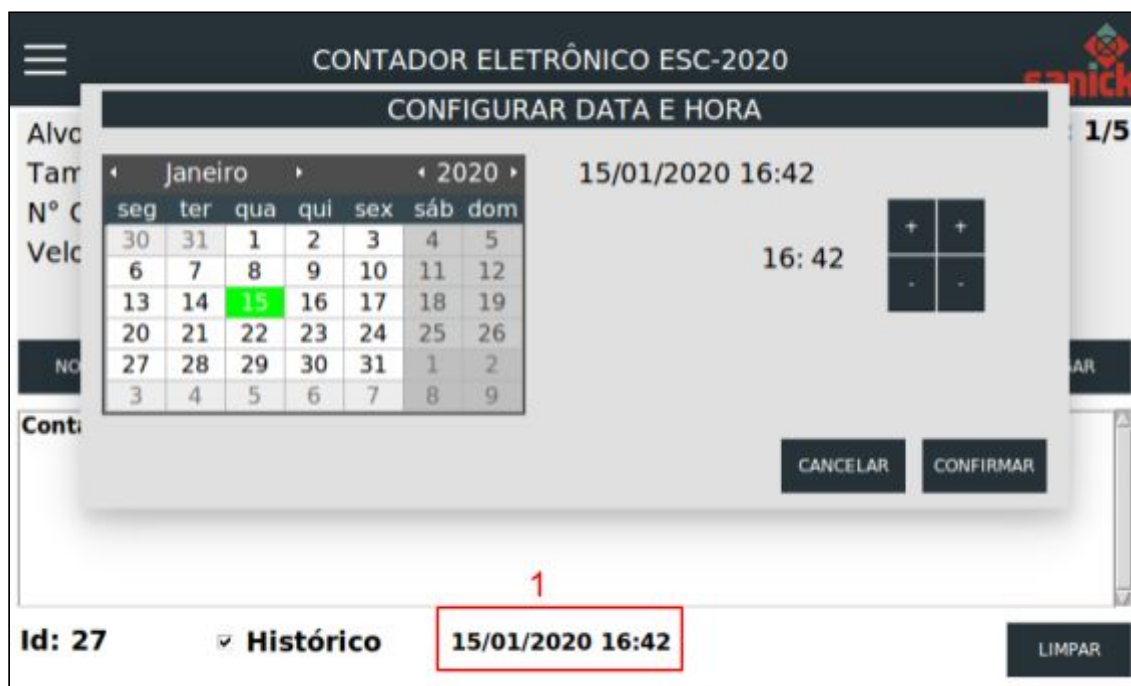 CONTADOR ELETRÔNICO ESC-2020
sanick
CONFIGURAR DATA E HORA
1/5
Janeiro 2020
15/01/2020 16:42
seg ter qua qui sex sáb dom
30 31 1 2 3 4 5
6 7 8 9 10 11 12
13 14 15 16 17 18 19
20 21 22 23 24 25 26
27 28 29 30 31 1 2
3 4 5 6 7 8 9
16: 42
+ +
- -
CANCELAR CONFIRMAR
1
Id: 27 Histórico 15/01/2020 16:42 LIMPAR